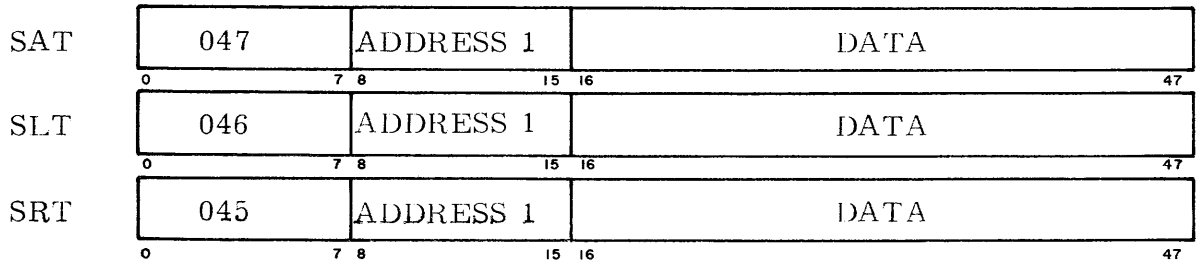 SAT 047 ADDRESS 1 DATA
0 7 8 15 16 47
SLT 046 ADDRESS 1 DATA
0 7 8 15 16 47
SRT 045 ADDRESS 1 DATA
0 7 8 15 16 47